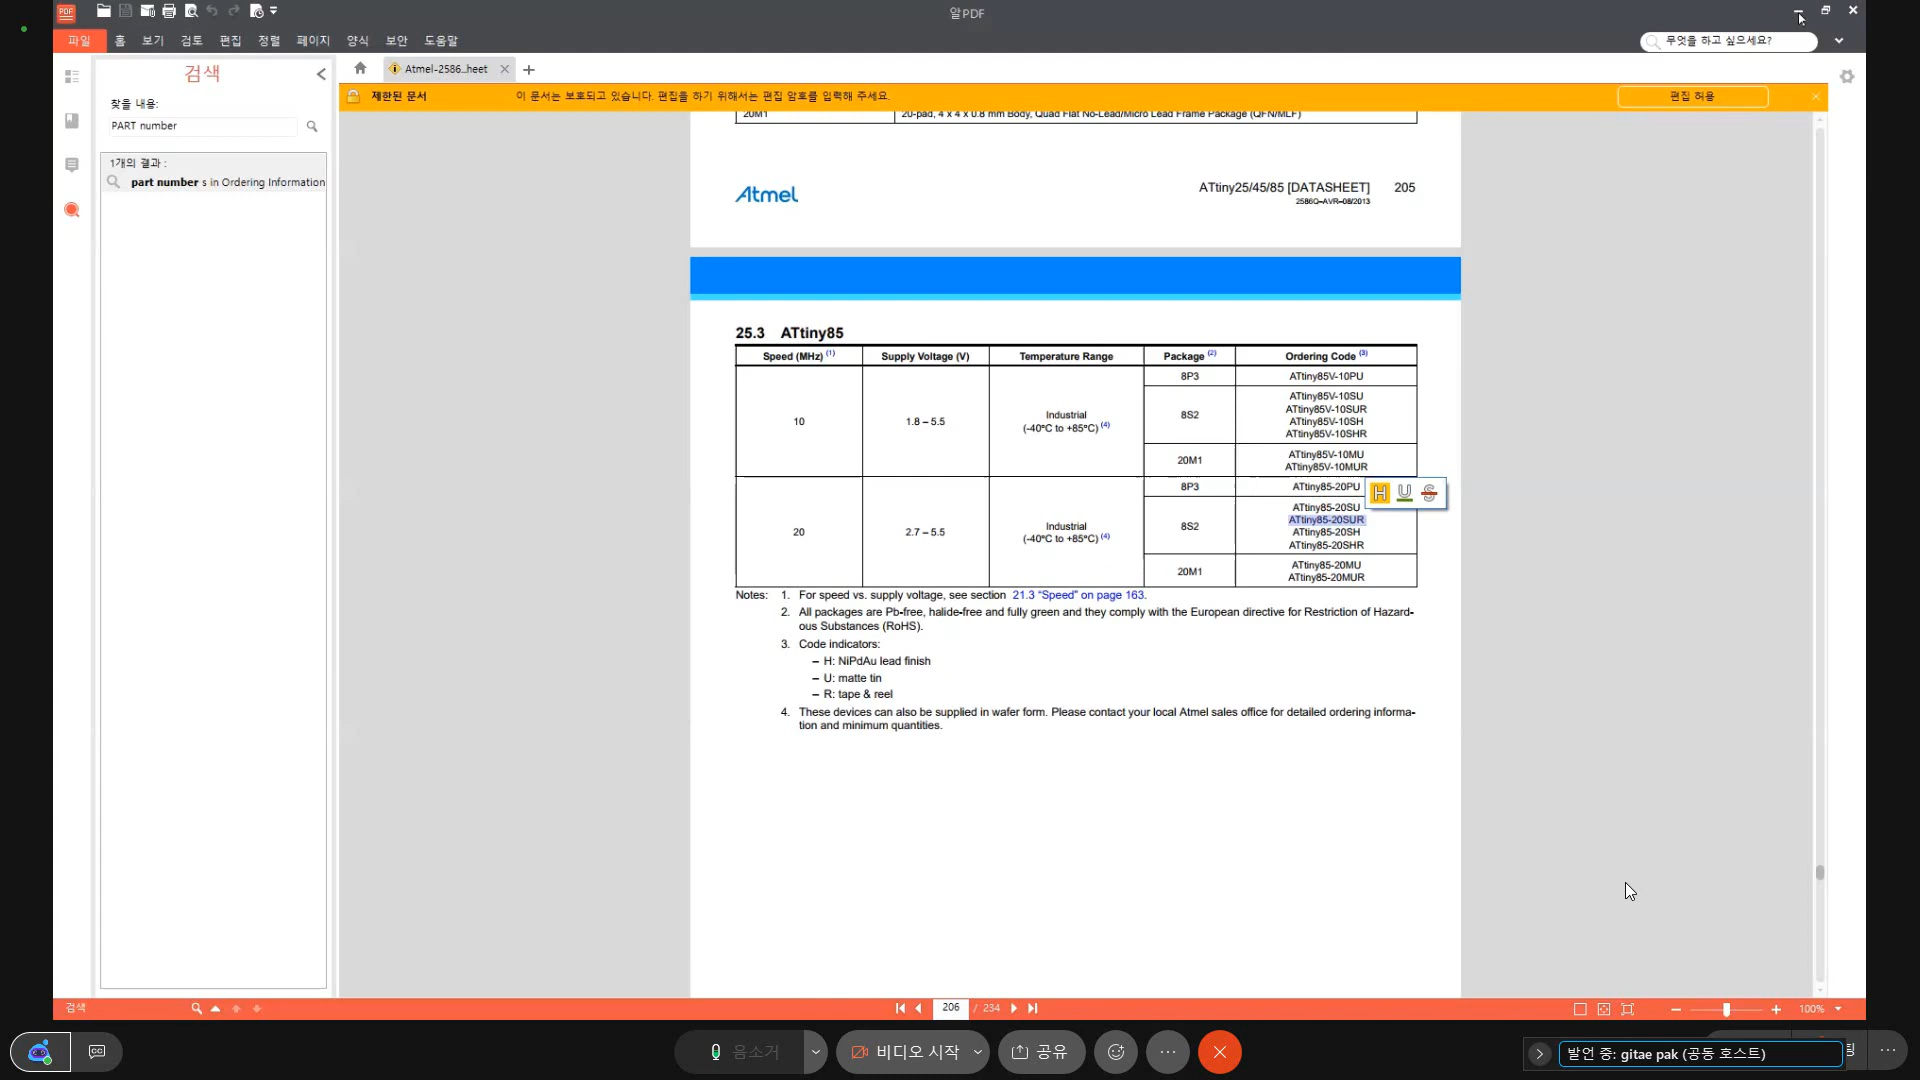 알PDF
파일 홈 보기 검토 편집 정렬 페이지 양식 보안 도움말
무엇을 하고 싶으세요?
검색
찾을 내용:
PART number
1개의 결과 :
part number s in Ordering Information
Atmel-2586...heet
제한된 문서 이 문서는 보호되고 있습니다. 편집을 하기 위해서는 편집 암호를 입력해 주세요. 편집 허용
20M1 20-pad, 4 x 4 x 0.8 mm Body, Quad Flat No-Lead/Micro Lead Frame Package (QFN/MLF)
Atmel
ATtiny25/45/85 [DATASHEET] 205
2586Q–AVR–08/2013
25.3 ATtiny85
Speed (MHz) (1) Supply Voltage (V) Temperature Range Package (2) Ordering Code (3)
10 1.8 – 5.5 Industrial (-40°C to +85°C) (4)
8P3 ATtiny85V-10PU
8S2 ATtiny85V-10SU
ATtiny85V-10SUR
ATtiny85V-10SH
ATtiny85V-10SHR
20M1 ATtiny85V-10MU
ATtiny85V-10MUR
20 2.7 – 5.5 Industrial (-40°C to +85°C) (4)
8P3 ATtiny85-20PU
8S2 ATtiny85-20SU
ATtiny85-20SUR
ATtiny85-20SH
ATtiny85-20SHR
20M1 ATtiny85-20MU
ATtiny85-20MUR
H U S
Notes: 1. For speed vs. supply voltage, see section 21.3 “Speed” on page 163.
2. All packages are Pb-free, halide-free and fully green and they comply with the European directive for Restriction of Hazard-
ous Substances (RoHS).
3. Code indicators:
– H: NiPdAu lead finish
– U: matte tin
– R: tape & reel
4. These devices can also be supplied in wafer form. Please contact your local Atmel sales office for detailed ordering informa-
tion and minimum quantities.
검색 206 / 234 100%
음소거 비디오 시작 공유
발언 중: gitae pak (공동 호스트)